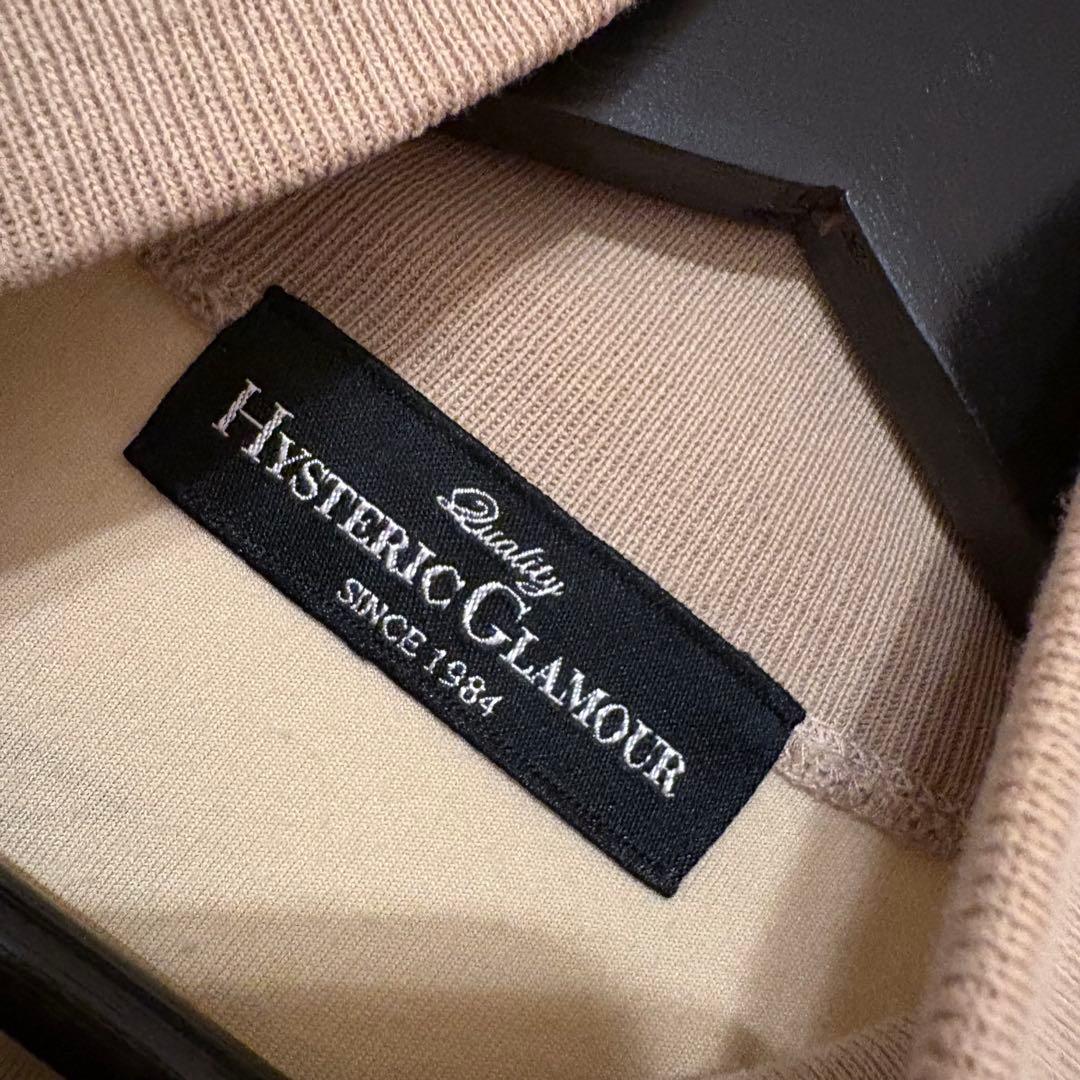 Quality
HYSTERIC GLAMOUR
SINCE 1984